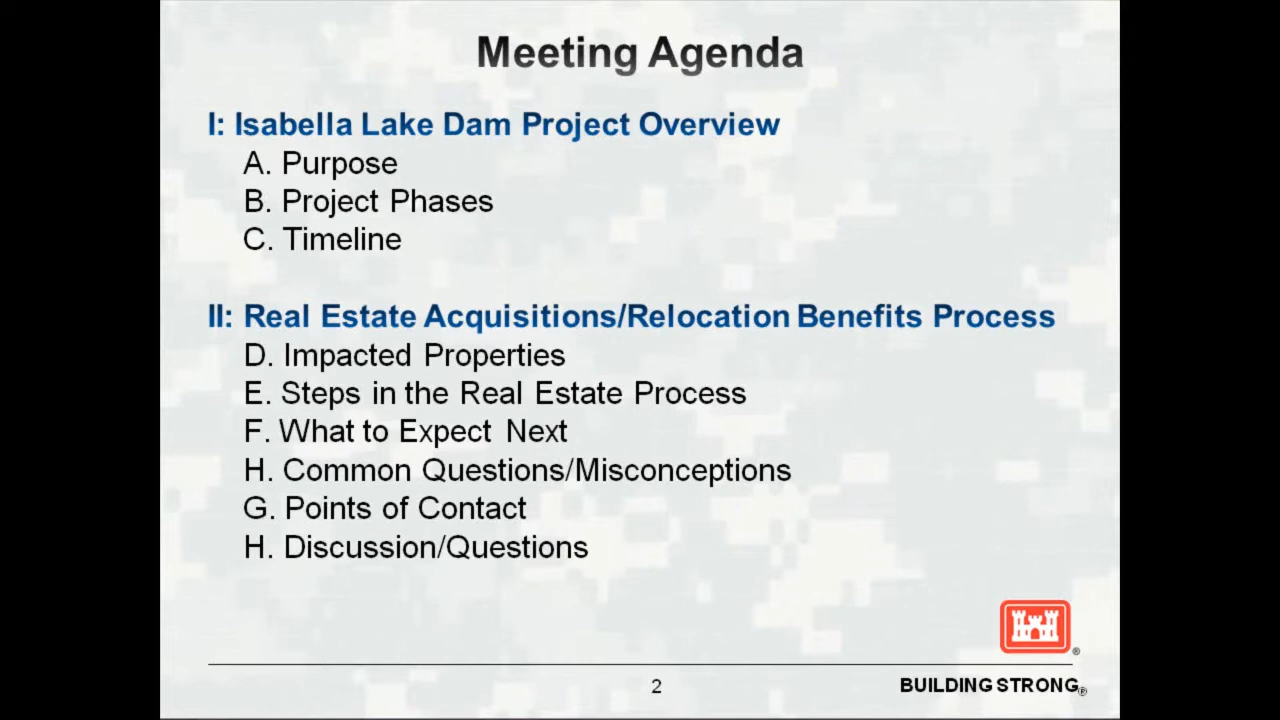 Meeting Agenda
I: Isabella Lake Dam Project Overview
A. Purpose
B. Project Phases
C. Timeline
II: Real Estate Acquisitions/Relocation Benefits Process
D. Impacted Properties
E. Steps in the Real Estate Process
F. What to Expect Next
H. Common Questions/Misconceptions
G. Points of Contact
H. Discussion/Questions
®
2
BUILDING STRONG®